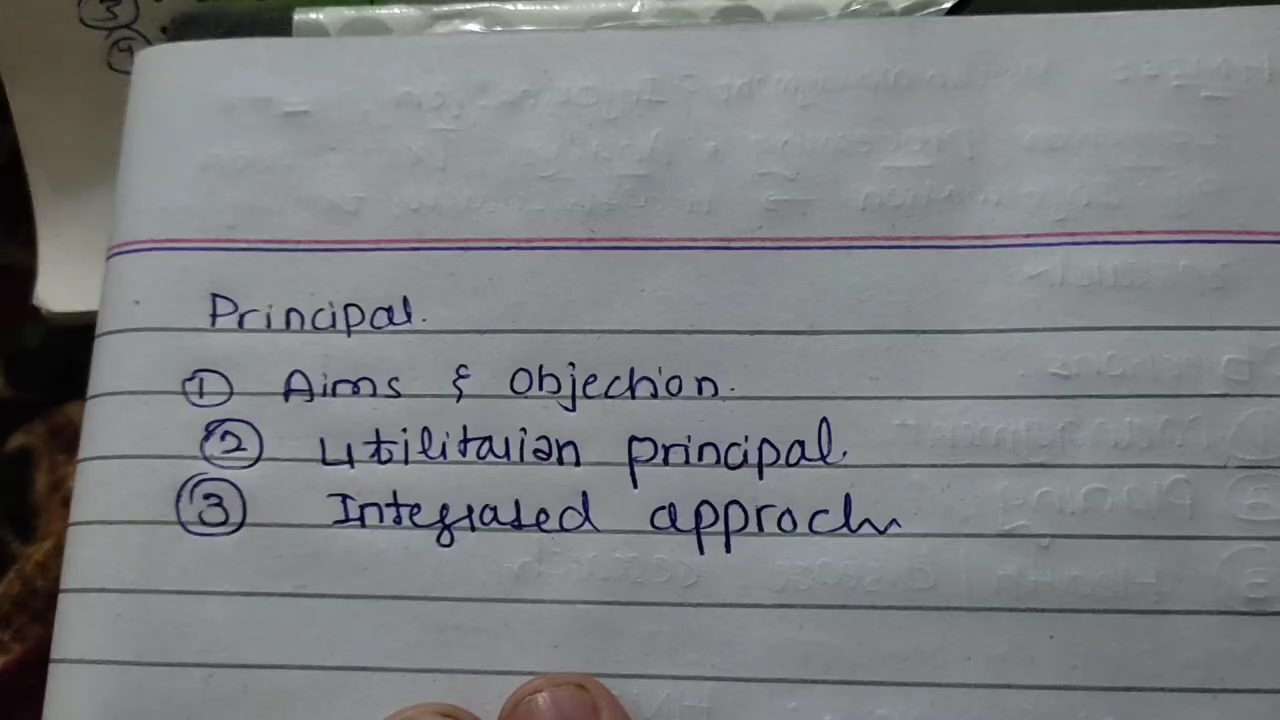 Principal.
① Aims & Objection.
② Utilitarian principal
③ Integrated approch